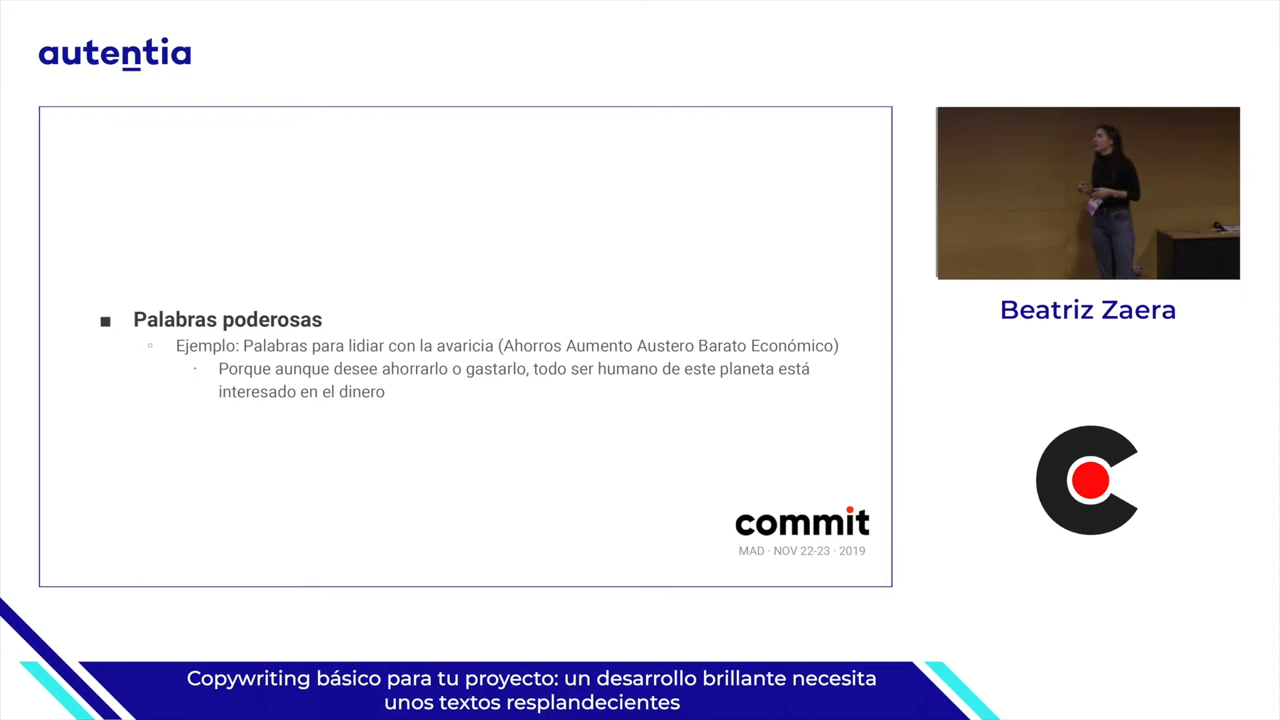 autentia
■ Palabras poderosas
◦ Ejemplo: Palabras para lidiar con la avaricia (Ahorros Aumento Austero Barato Económico)
· Porque aunque desee ahorrarlo o gastarlo, todo ser humano de este planeta está
interesado en el dinero
commit
MAD · NOV 22-23 · 2019
Beatriz Zaera
Copywriting básico para tu proyecto: un desarrollo brillante necesita
unos textos resplandecientes